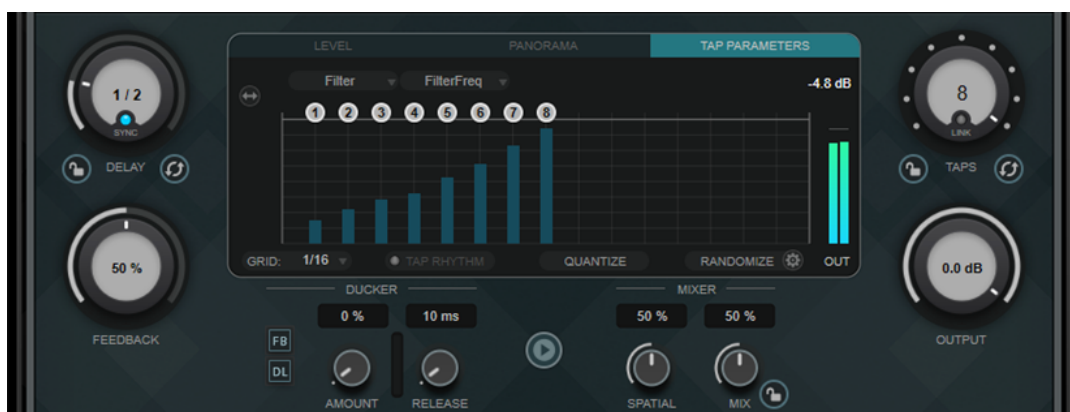 LEVEL PANORAMA TAP PARAMETERS
Filter FilterFreq -4.8 dB
1 2 3 4 5 6 7 8
1 / 2
SYNC
DELAY
8
LINK
TAPS
GRID: 1/16 TAP RHYTHM QUANTIZE RANDOMIZE OUT
50 %
FEEDBACK
0.0 dB
OUTPUT
DUCKER
0 % 10 ms
FB
DL
AMOUNT RELEASE
MIXER
50 % 50 %
SPATIAL MIX